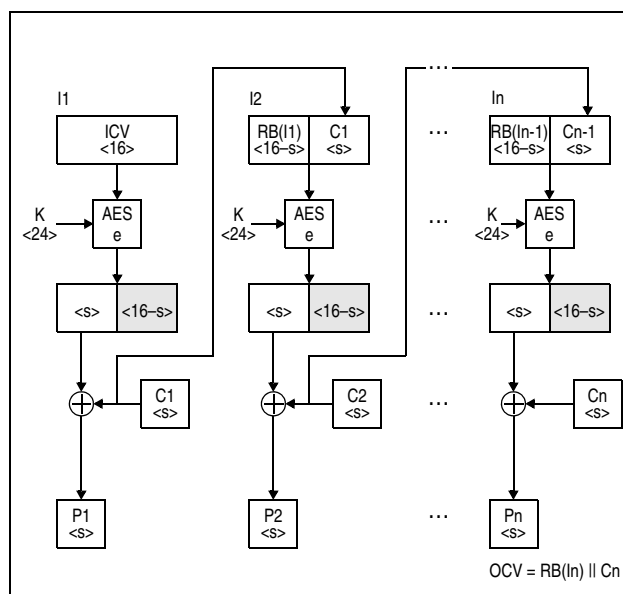 I1
I2
...
In
ICV
<16>
RB(I1)
<16–s>
C1
<s>
...
RB(In-1)
<16–s>
Cn-1
<s>
K
<24>
AES
e
K
<24>
AES
e
...
K
<24>
AES
e
<s>
<16–s>
<s>
<16–s>
...
<s>
<16–s>
C1
<s>
C2
<s>
...
Cn
<s>
P1
<s>
P2
<s>
...
Pn
<s>
OCV = RB(In) || Cn